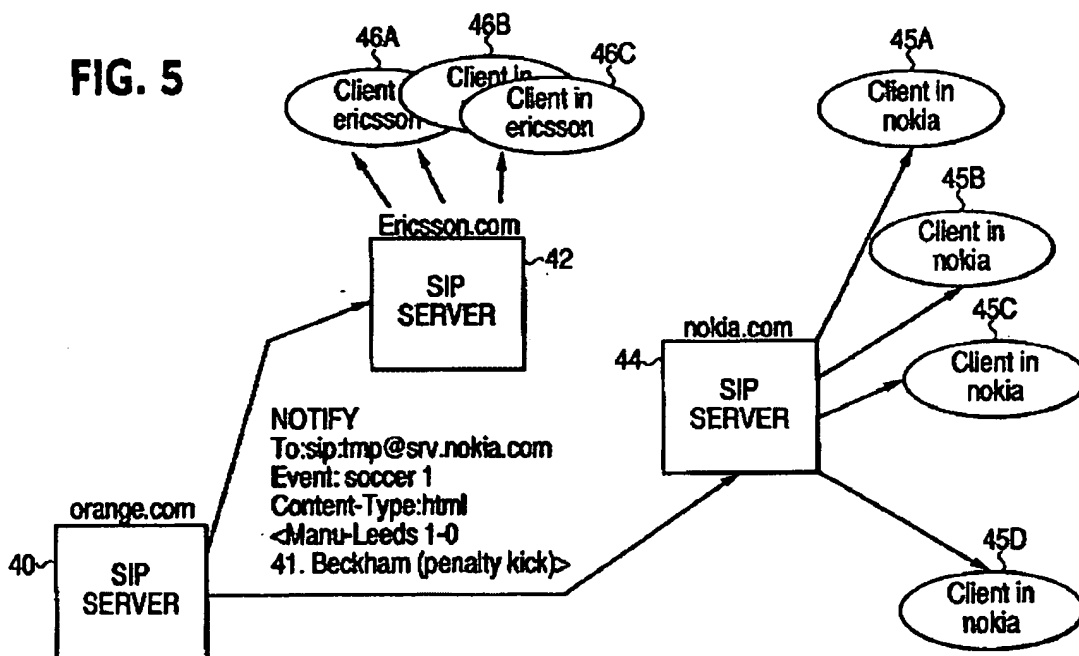 FIG. 5
46A
46B
46C
Client
ericsson
Client in
Client in
ericsson
45A
Client in
nokia
45B
Client in
nokia
45C
Client in
nokia
45D
Client in
nokia
Ericsson.com
42
SIP
SERVER
nokia.com
44
SIP
SERVER
NOTIFY
To:sip:tmp@srv.nokia.com
Event: soccer 1
Content-Type:html
<Manu-Leeds 1-0
41. Beckham (penalty kick)>
orange.com
40
SIP
SERVER